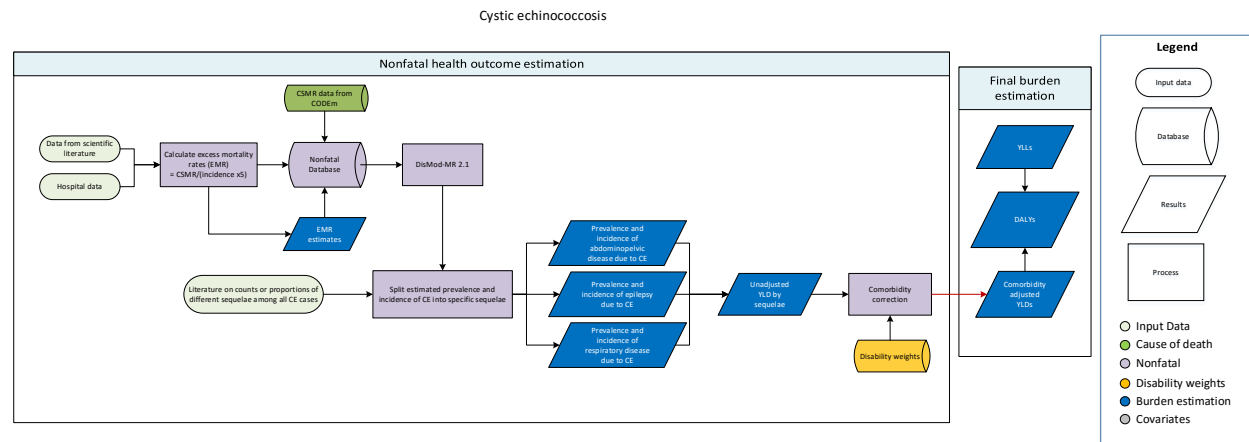 Cystic echinococcosis
Nonfatal health outcome estimation
CSMR data from
CODEm
Data from scientific
literature
Hospital data
Calculate excess mortality
rates (EMR)
= CSMR/(incidence x5)
Nonfatal
Database
DisMod-MR 2.1
EMR
estimates
Literature on counts or proportions of
different sequelae among all CE cases
Split estimated prevalence and
incidence of CE into specific sequelae
Prevalence and
incidence of
abdominopelvic
disease due to CE
Prevalence and
incidence of epilepsy
due to CE
Prevalence and
incidence of
respiratory disease
due to CE
Unadjusted
YLD by
sequelae
Comorbidity
correction
Disability weights
Final burden
estimation
YLLs
DALYs
Comorbidity
adjusted
YLDs
Legend
Input data
Database
Results
Process
Input Data
Cause of death
Nonfatal
Disability weights
Burden estimation
Covariates